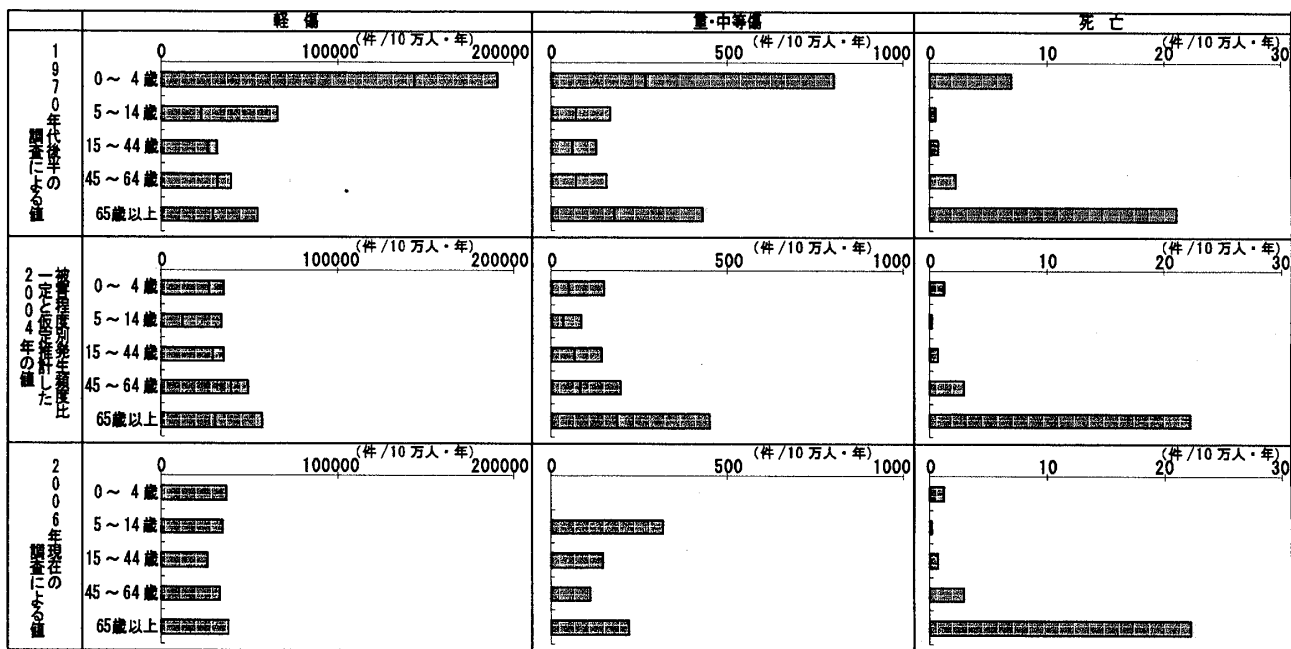 軽 傷
量・中等傷
死 亡
1970年代後半の
調査による値
(件/10万人・年)
0 100000 200000
(件/10万人・年)
0 500 1000
(件/10万人・年)
0 10 20 30
0～ 4歳
5～14歳
15～44歳
45～64歳
65歳以上
被害程度別発生頻度比
一定と仮定推計した
2004年の値
(件/10万人・年)
0 100000 200000
(件/10万人・年)
0 500 1000
(件/10万人・年)
0 10 20 30
0～ 4歳
5～14歳
15～44歳
45～64歳
65歳以上
2006年現在の
調査による値
(件/10万人・年)
0 100000 200000
(件/10万人・年)
0 500 1000
(件/10万人・年)
0 10 20 30
0～ 4歳
5～14歳
15～44歳
45～64歳
65歳以上